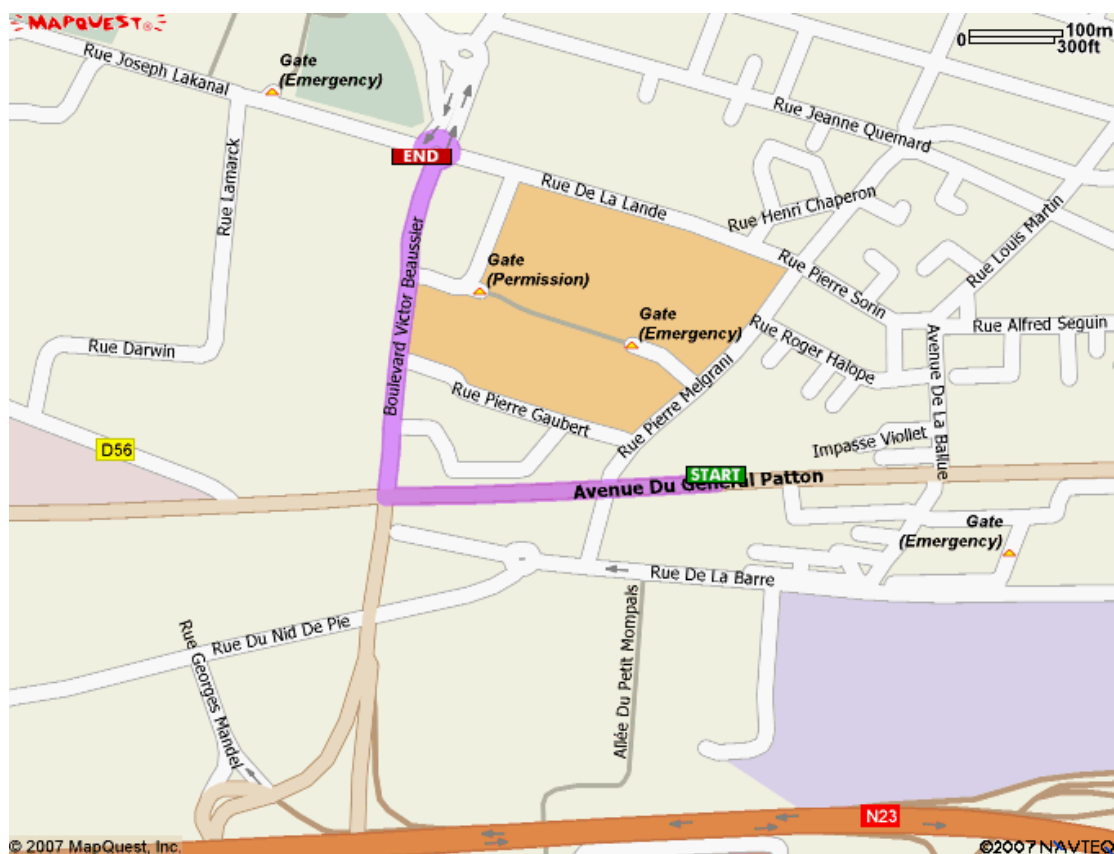 MAPQUEST®
0 100m
300ft
Gate
(Emergency)
Rue Joseph Lakanal
Rue Jeanne Quemard
END
Rue Lamarck
Rue De La Lande
Rue Henri Chaperon
Rue Louis Martin
Boulevard Victor Beaussier
Gate
(Permission)
Rue Pierre Sorin
Gate
(Emergency)
Rue Alfred Seguin
Rue Darwin
Rue Roger Halope
Avenue De La Ballue
Rue Pierre Melgrani
Rue Pierre Gaubert
Impasse Viollet
D56
START
Avenue Du General Patton
Gate
(Emergency)
Rue De La Barre
Rue Du Nid De Pie
Rue Georges Mandel
Allée Du Petit Mompais
N23
© 2007 MapQuest, Inc.
©2007 NAVTEQ